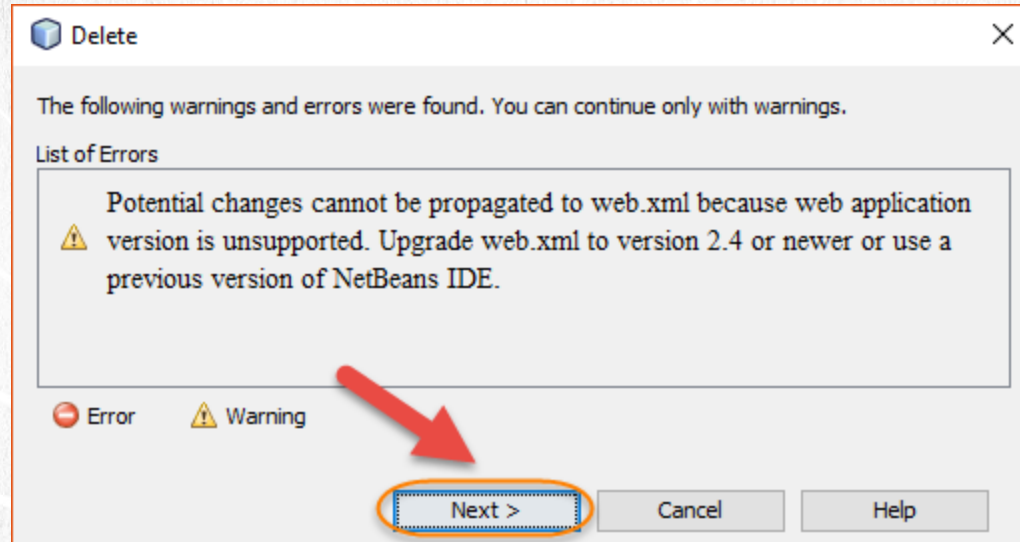 Delete
The following warnings and errors were found. You can continue only with warnings.
List of Errors
Potential changes cannot be propagated to web.xml because web application
version is unsupported. Upgrade web.xml to version 2.4 or newer or use a
previous version of NetBeans IDE.
Error Warning
Next > Cancel Help